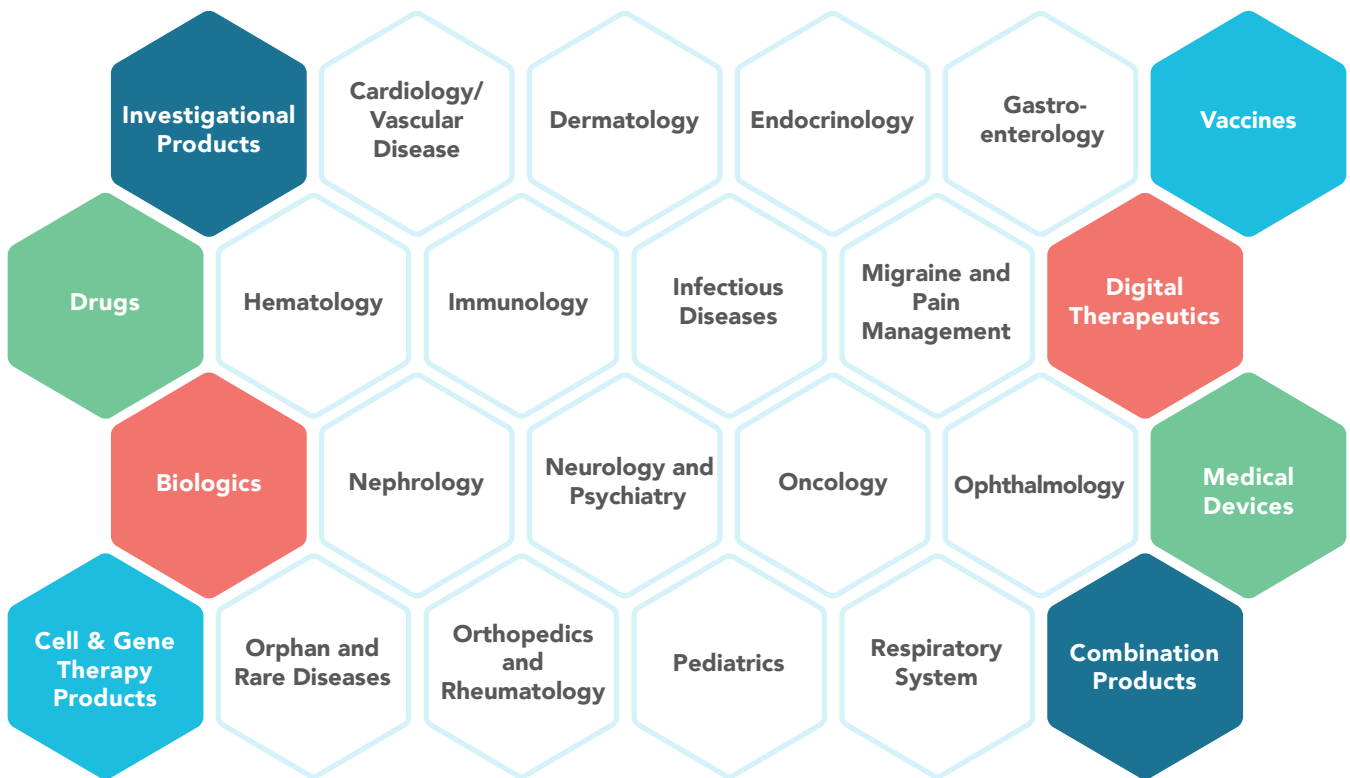 Investigational
Products
Cardiology/
Vascular
Disease
Dermatology
Endocrinology
Gastro-
enterology
Vaccines
Drugs
Hematology
Immunology
Infectious
Diseases
Migraine and
Pain
Management
Digital
Therapeutics
Biologics
Nephrology
Neurology and
Psychiatry
Oncology
Ophthalmology
Medical
Devices
Cell & Gene
Therapy
Products
Orphan and
Rare Diseases
Orthopedics
and
Rheumatology
Pediatrics
Respiratory
System
Combination
Products